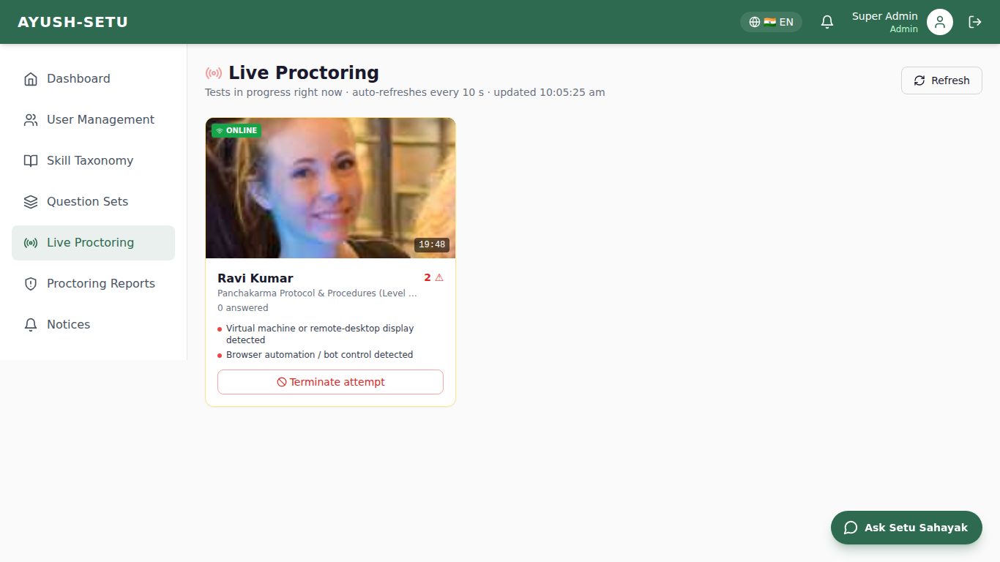 AYUSH-SETU
🇮🇳 EN
Super Admin
Admin
Dashboard
User Management
Skill Taxonomy
Question Sets
Live Proctoring
Proctoring Reports
Notices
Live Proctoring
Tests in progress right now · auto-refreshes every 10 s · updated 10:05:25 am
Refresh
ONLINE
19:48
Ravi Kumar
2 ⚠
Panchakarma Protocol & Procedures (Level ...
0 answered
Virtual machine or remote-desktop display
detected
Browser automation / bot control detected
Terminate attempt
Ask Setu Sahayak